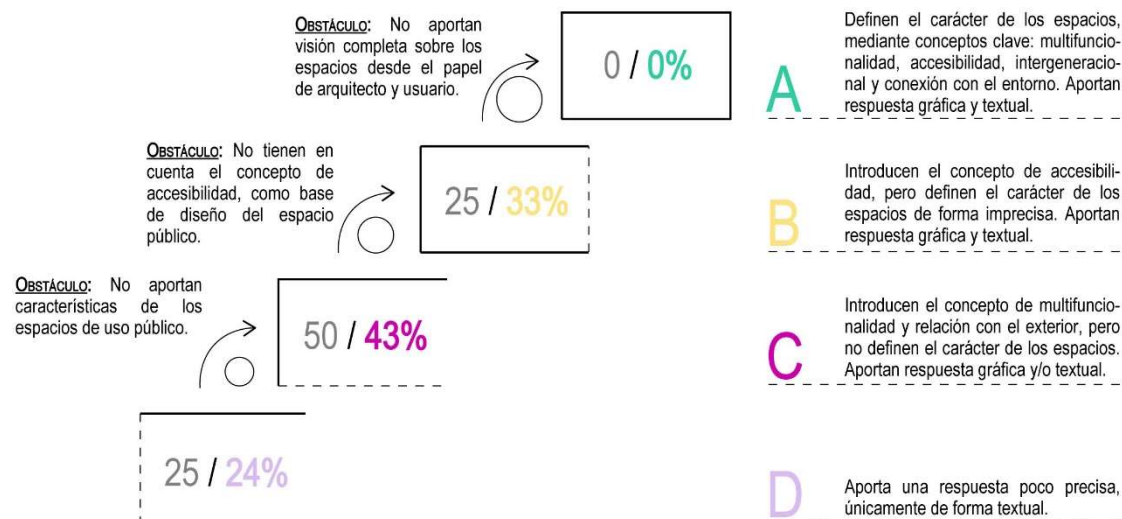 OBSTÁCULO: No aportan
visión completa sobre los
espacios desde el papel
de arquitecto y usuario.
0 / 0%
A
Definen el carácter de los espacios,
mediante conceptos clave: multifuncio-
nalidad, accesibilidad, intergeneracio-
nal y conexión con el entorno. Aportan
respuesta gráfica y textual.
OBSTÁCULO: No tienen en
cuenta el concepto de
accesibilidad, como base
de diseño del espacio
público.
25 / 33%
B
Introducen el concepto de accesibili-
dad, pero definen el carácter de los
espacios de forma imprecisa. Aportan
respuesta gráfica y textual.
OBSTÁCULO: No aportan
características de los
espacios de uso público.
50 / 43%
C
Introducen el concepto de multifuncio-
nalidad y relación con el exterior, pero
no definen el carácter de los espacios.
Aportan respuesta gráfica y/o textual.
25 / 24%
D
Aporta una respuesta poco precisa,
únicamente de forma textual.